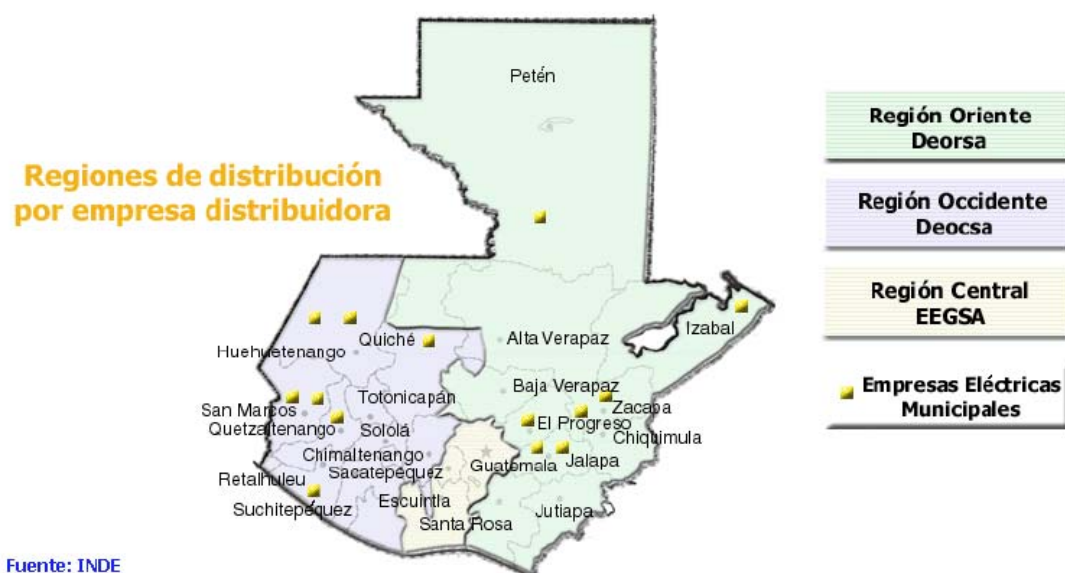 Petén
Región Oriente
Deorsa
Regiones de distribución
por empresa distribuidora
Región Occidente
Deocsa
Región Central
EEGSA
Izabal
Quiché
Alta Verapaz
Huehuetenango
Baja Verapaz
Empresas Eléctricas
Municipales
Totonicapán
San Marcos
Zacapa
Quetzaltenango
Sololá
El Progreso
Chiquimula
Chimaltenango
Guatemala
Jalapa
Sacatepéquez
Retalhuleu
Escuintla
Suchitepéquez
Santa Rosa
Jutiapa
Fuente: INDE